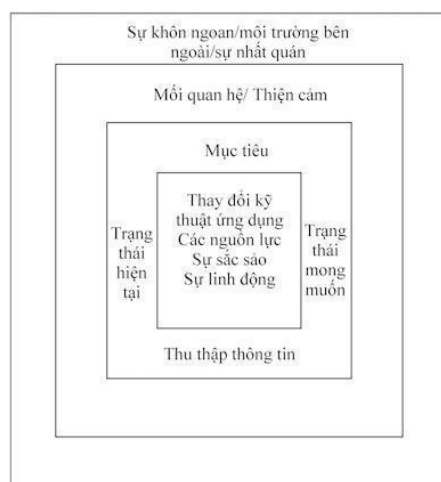 Sự khôn ngoan/môi trường bên
ngoài/sự nhất quán
Mối quan hệ/ Thiện cảm
Mục tiêu
Thay đổi kỹ
thuật ứng dụng
Các nguồn lực
Sự sắc sảo
Sự linh động
Trạng
thái
hiện
tại
Trạng
thái
mong
muốn
Thu thập thông tin